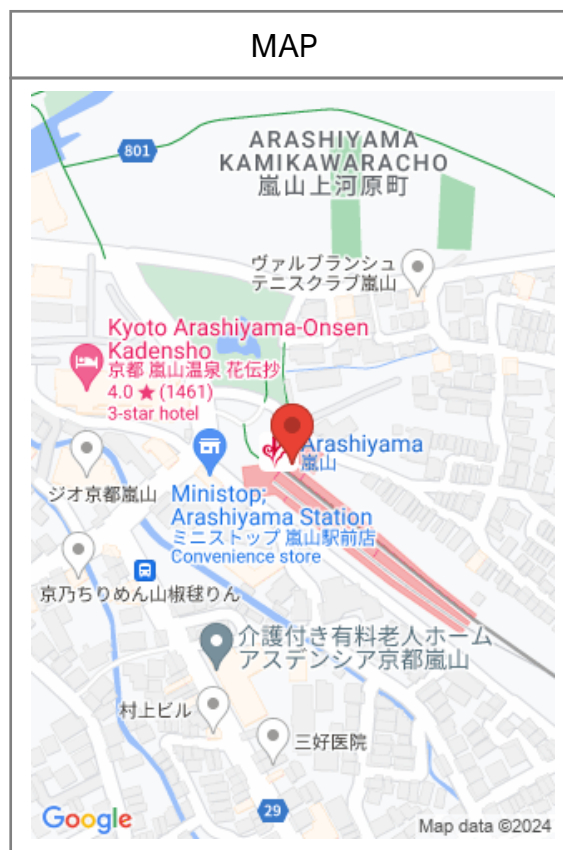 MAP
801
ARASHIYAMA
KAMIKAWARACHO
嵐山上河原町
ヴァルブランシュ
テニスクラブ嵐山
Kyoto Arashiyama-Onsen
Kadensho
京都 嵐山温泉 花伝抄
4.0 ★ (1461)
3-star hotel
Arashiyama
嵐山
ジオ京都嵐山
Ministop;
Arashiyama Station
ミニストップ 嵐山駅前店
Convenience store
京乃ちりめん山椒毬りん
介護付き有料老人ホーム
アスデンシア京都嵐山
村上ビル
三好医院
29
Google
Map data ©2024